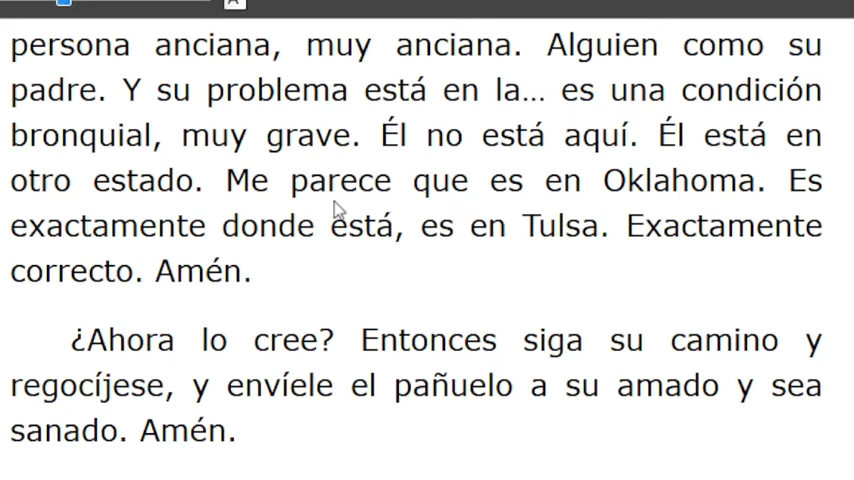 persona anciana, muy anciana. Alguien como su
padre. Y su problema está en la... es una condición
bronquial, muy grave. Él no está aquí. Él está en
otro estado. Me parece que es en Oklahoma. Es
exactamente donde está, es en Tulsa. Exactamente
correcto. Amén.
¿Ahora lo cree? Entonces siga su camino y
regocíjese, y envíele el pañuelo a su amado y sea
sanado. Amén.